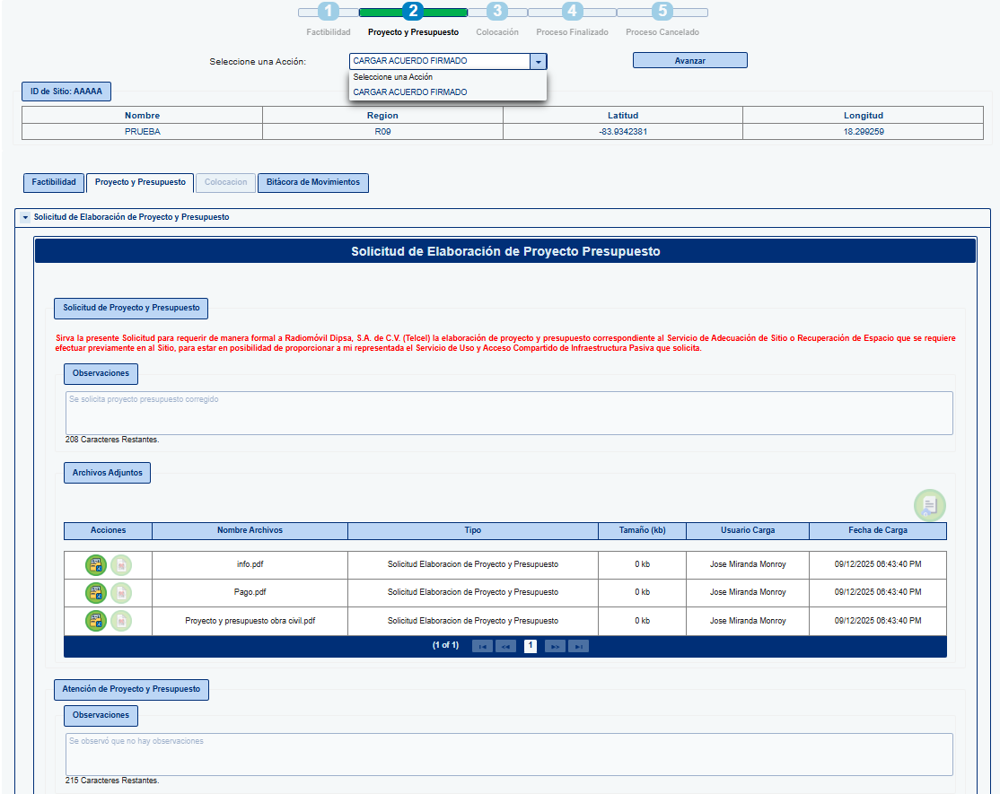 1 2 3 4 5
Factibilidad Proyecto y Presupuesto Colocación Proceso Finalizado Proceso Cancelado
Seleccione una Acción: CARGAR ACUERDO FIRMADO Avanzar
Seleccione una Acción
CARGAR ACUERDO FIRMADO
ID de Sitio: AAAAA
Nombre Region Latitud Longitud
PRUEBA R09 -83.9342381 18.299259
Factibilidad Proyecto y Presupuesto Colocacion Bitácora de Movimientos
Solicitud de Elaboración de Proyecto y Presupuesto
Solicitud de Elaboración de Proyecto Presupuesto
Solicitud de Proyecto y Presupuesto
Sirva la presente Solicitud para requerir de manera formal a Radiomóvil Dipsa, S.A. de C.V. (Telcel) la elaboración de proyecto y presupuesto correspondiente al Servicio de Adecuación de Sitio o Recuperación de Espacio que se requiere
efectuar previamente en al Sitio, para estar en posibilidad de proporcionar a mi representada el Servicio de Uso y Acceso Compartido de Infraestructura Pasiva que solicita.
Observaciones
Se solicita proyecto presupuesto corregido
208 Caracteres Restantes.
Archivos Adjuntos
Acciones Nombre Archivos Tipo Tamaño (kb) Usuario Carga Fecha de Carga
info.pdf Solicitud Elaboracion de Proyecto y Presupuesto 0 kb Jose Miranda Monroy 09/12/2025 06:43:40 PM
Pago.pdf Solicitud Elaboracion de Proyecto y Presupuesto 0 kb Jose Miranda Monroy 09/12/2025 06:43:40 PM
Proyecto y presupuesto obra civil.pdf Solicitud Elaboracion de Proyecto y Presupuesto 0 kb Jose Miranda Monroy 09/12/2025 06:43:40 PM
(1 of 1) 1
Atención de Proyecto y Presupuesto
Observaciones
Se observó que no hay observaciones
215 Caracteres Restantes.